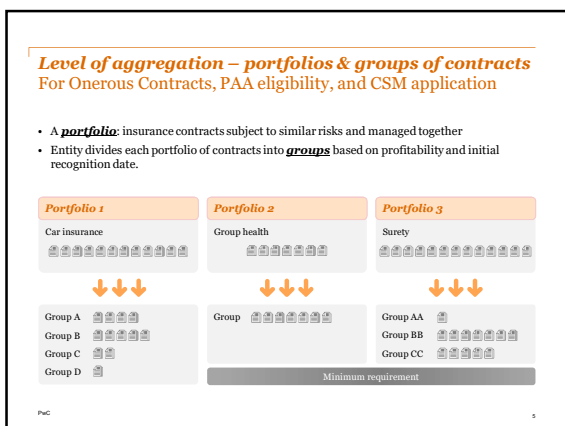 Level of aggregation – portfolios & groups of contracts
For Onerous Contracts, PAA eligibility, and CSM application
• A portfolio: insurance contracts subject to similar risks and managed together
• Entity divides each portfolio of contracts into groups based on profitability and initial
recognition date.
Portfolio 1
Car insurance
Group A
Group B
Group C
Group D
Portfolio 2
Group health
Group
Portfolio 3
Surety
Group AA
Group BB
Group CC
Minimum requirement
PwC
5